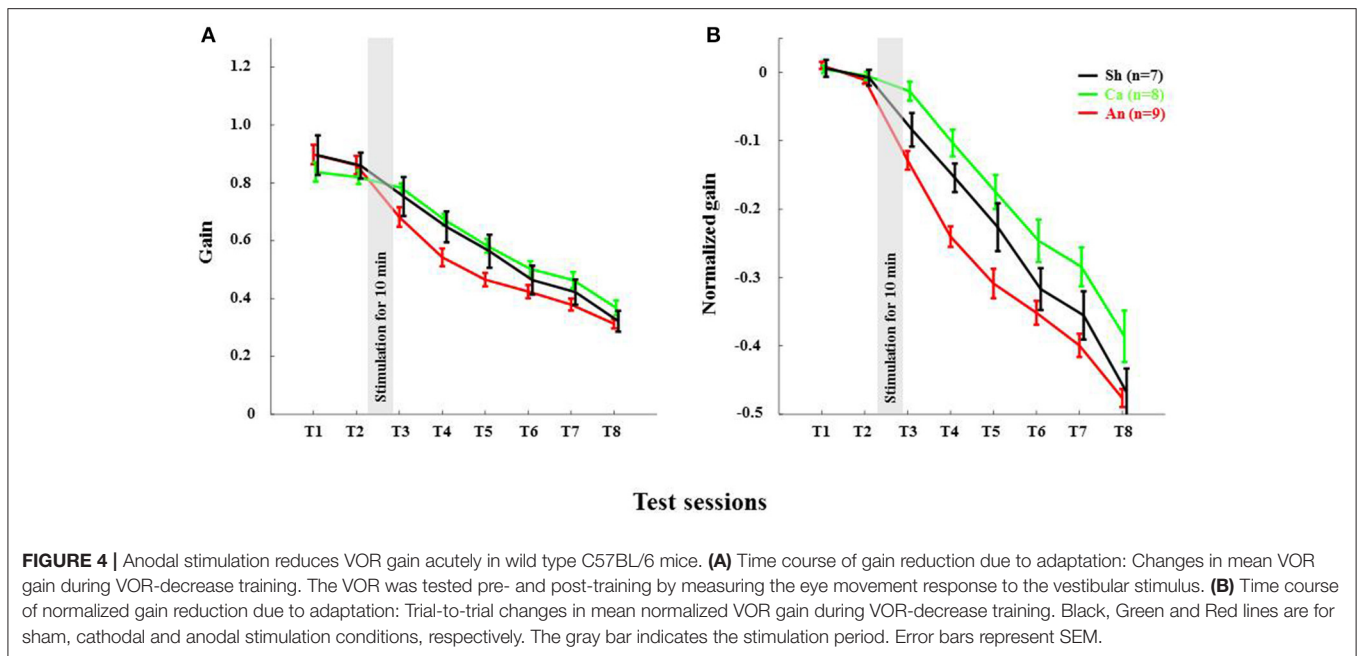 A
B
1.2
1.0
0.8
0.6
0.4
0.2
0
Gain
Stimulation for 10 min
T1 T2 T3 T4 T5 T6 T7 T8
0
-0.1
-0.2
-0.3
-0.4
-0.5
Normalized gain
Stimulation for 10 min
Sh (n=7)
Ca (n=8)
An (n=9)
T1 T2 T3 T4 T5 T6 T7 T8
Test sessions
FIGURE 4 | Anodal stimulation reduces VOR gain acutely in wild type C57BL/6 mice. (A) Time course of gain reduction due to adaptation: Changes in mean VOR
gain during VOR-decrease training. The VOR was tested pre- and post-training by measuring the eye movement response to the vestibular stimulus. (B) Time course
of normalized gain reduction due to adaptation: Trial-to-trial changes in mean normalized VOR gain during VOR-decrease training. Black, Green and Red lines are for
sham, cathodal and anodal stimulation conditions, respectively. The gray bar indicates the stimulation period. Error bars represent SEM.